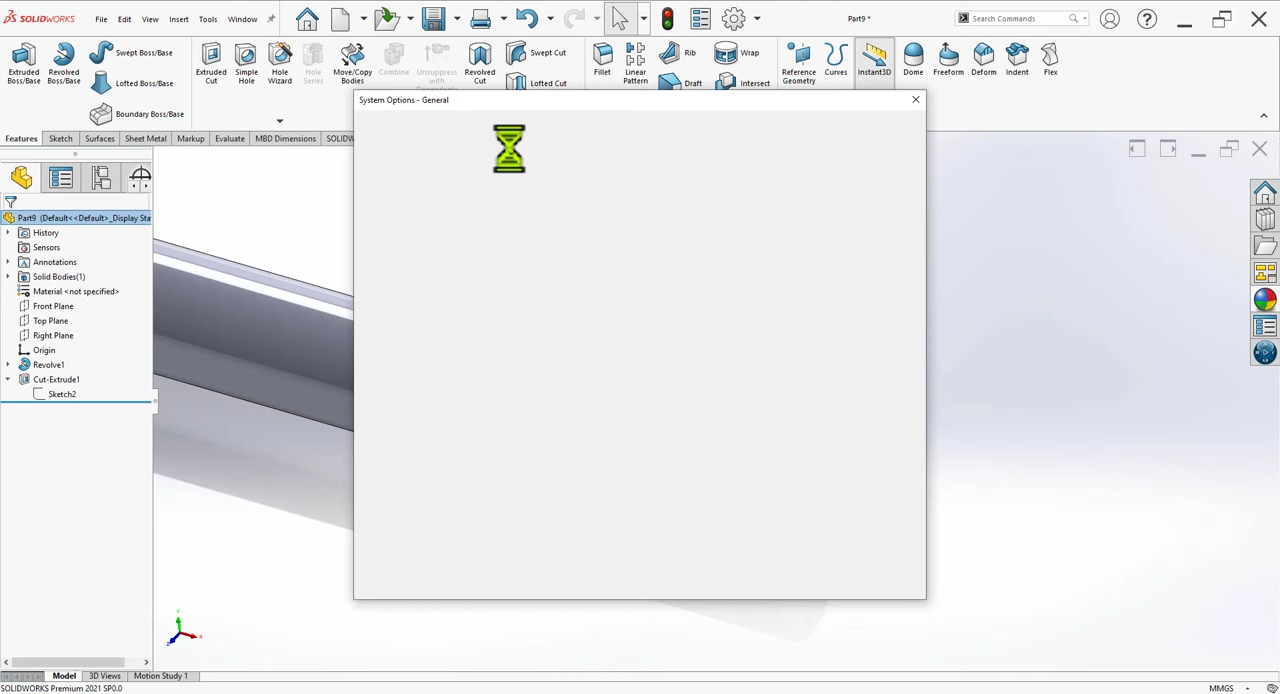 SOLIDWORKS File Edit View Insert Tools Window Part9 * Search Commands
Extruded Boss/Base
Revolved Boss/Base
Swept Boss/Base
Lofted Boss/Base
Boundary Boss/Base
Extruded Cut
Simple Hole
Hole Wizard
Hole Series
Move/Copy Bodies
Combine
Unsuppress with
Revolved Cut
Swept Cut
Lofted Cut
Fillet
Linear Pattern
Rib
Draft
Wrap
Intersect
Reference Geometry
Curves
Instant3D
Dome
Freeform
Deform
Indent
Flex
System Options - General
Features Sketch Surfaces Sheet Metal Markup Evaluate MBD Dimensions SOLIDW
Part9 (Default<<Default>_Display Sta
History
Sensors
Annotations
Solid Bodies(1)
Material <not specified>
Front Plane
Top Plane
Right Plane
Origin
Revolve1
Cut-Extrude1
Sketch2
Y
X
Z
Model 3D Views Motion Study 1
SOLIDWORKS Premium 2021 SP0.0 MMGS